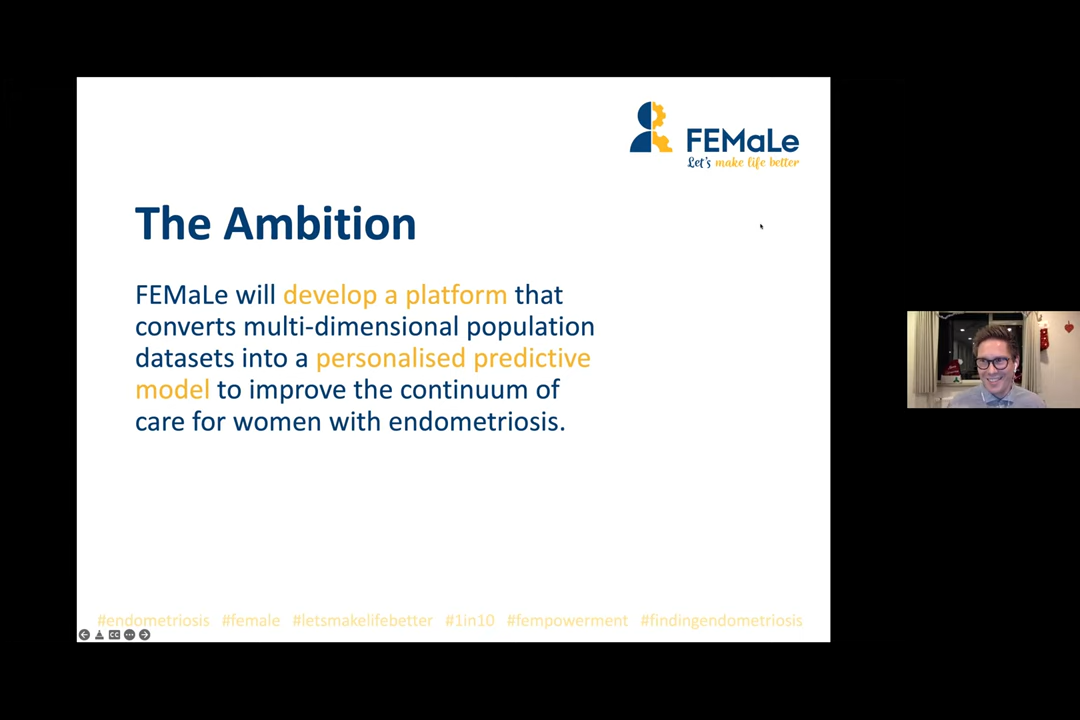 FEMaLe
Let's make life better
The Ambition
FEMaLe will develop a platform that
converts multi-dimensional population
datasets into a personalised predictive
model to improve the continuum of
care for women with endometriosis.
#endometriosis #female #letsmakelifebetter #1in10 #fempowerment #findingendometriosis
CC